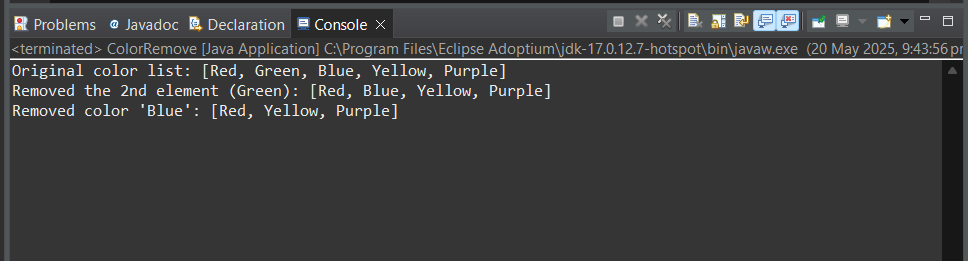 Problems @ Javadoc Declaration Console
<terminated> ColorRemove [Java Application] C:\Program Files\Eclipse Adoptium\jdk-17.0.12.7-hotspot\bin\javaw.exe (20 May 2025, 9:43:56 pr
Original color list: [Red, Green, Blue, Yellow, Purple]
Removed the 2nd element (Green): [Red, Blue, Yellow, Purple]
Removed color 'Blue': [Red, Yellow, Purple]